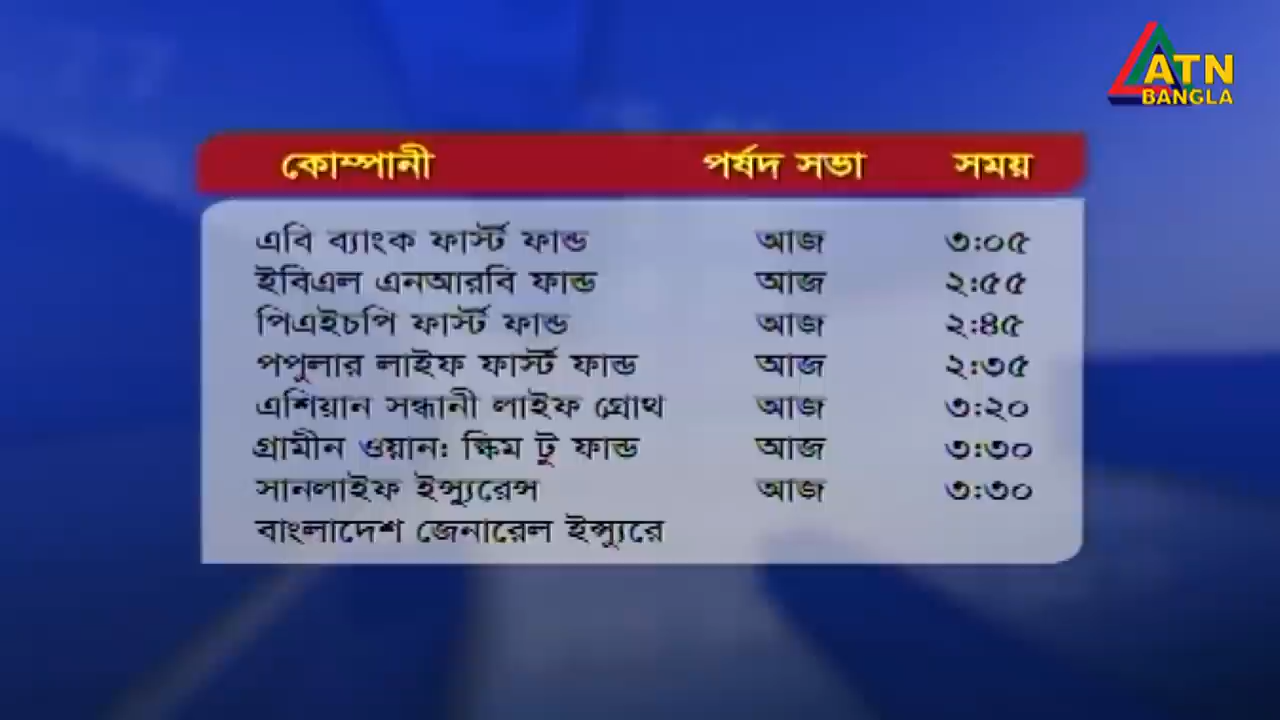 ATN
BANGLA
কোম্পানী পর্ষদ সভা সময়
এবি ব্যাংক ফার্স্ট ফান্ড আজ ৩:০৫
ইবিএল এনআরবি ফান্ড আজ ২:৫৫
পিএইচপি ফার্স্ট ফান্ড আজ ২:৪৫
পপুলার লাইফ ফার্স্ট ফান্ড আজ ২:৩৫
এশিয়ান সন্ধানী লাইফ গ্রোথ আজ ৩:২০
গ্রামীন ওয়ান: স্কিম টু ফান্ড আজ ৩:৩০
সানলাইফ ইন্স্যুরেন্স আজ ৩:৩০
বাংলাদেশ জেনারেল ইন্স্যুরে